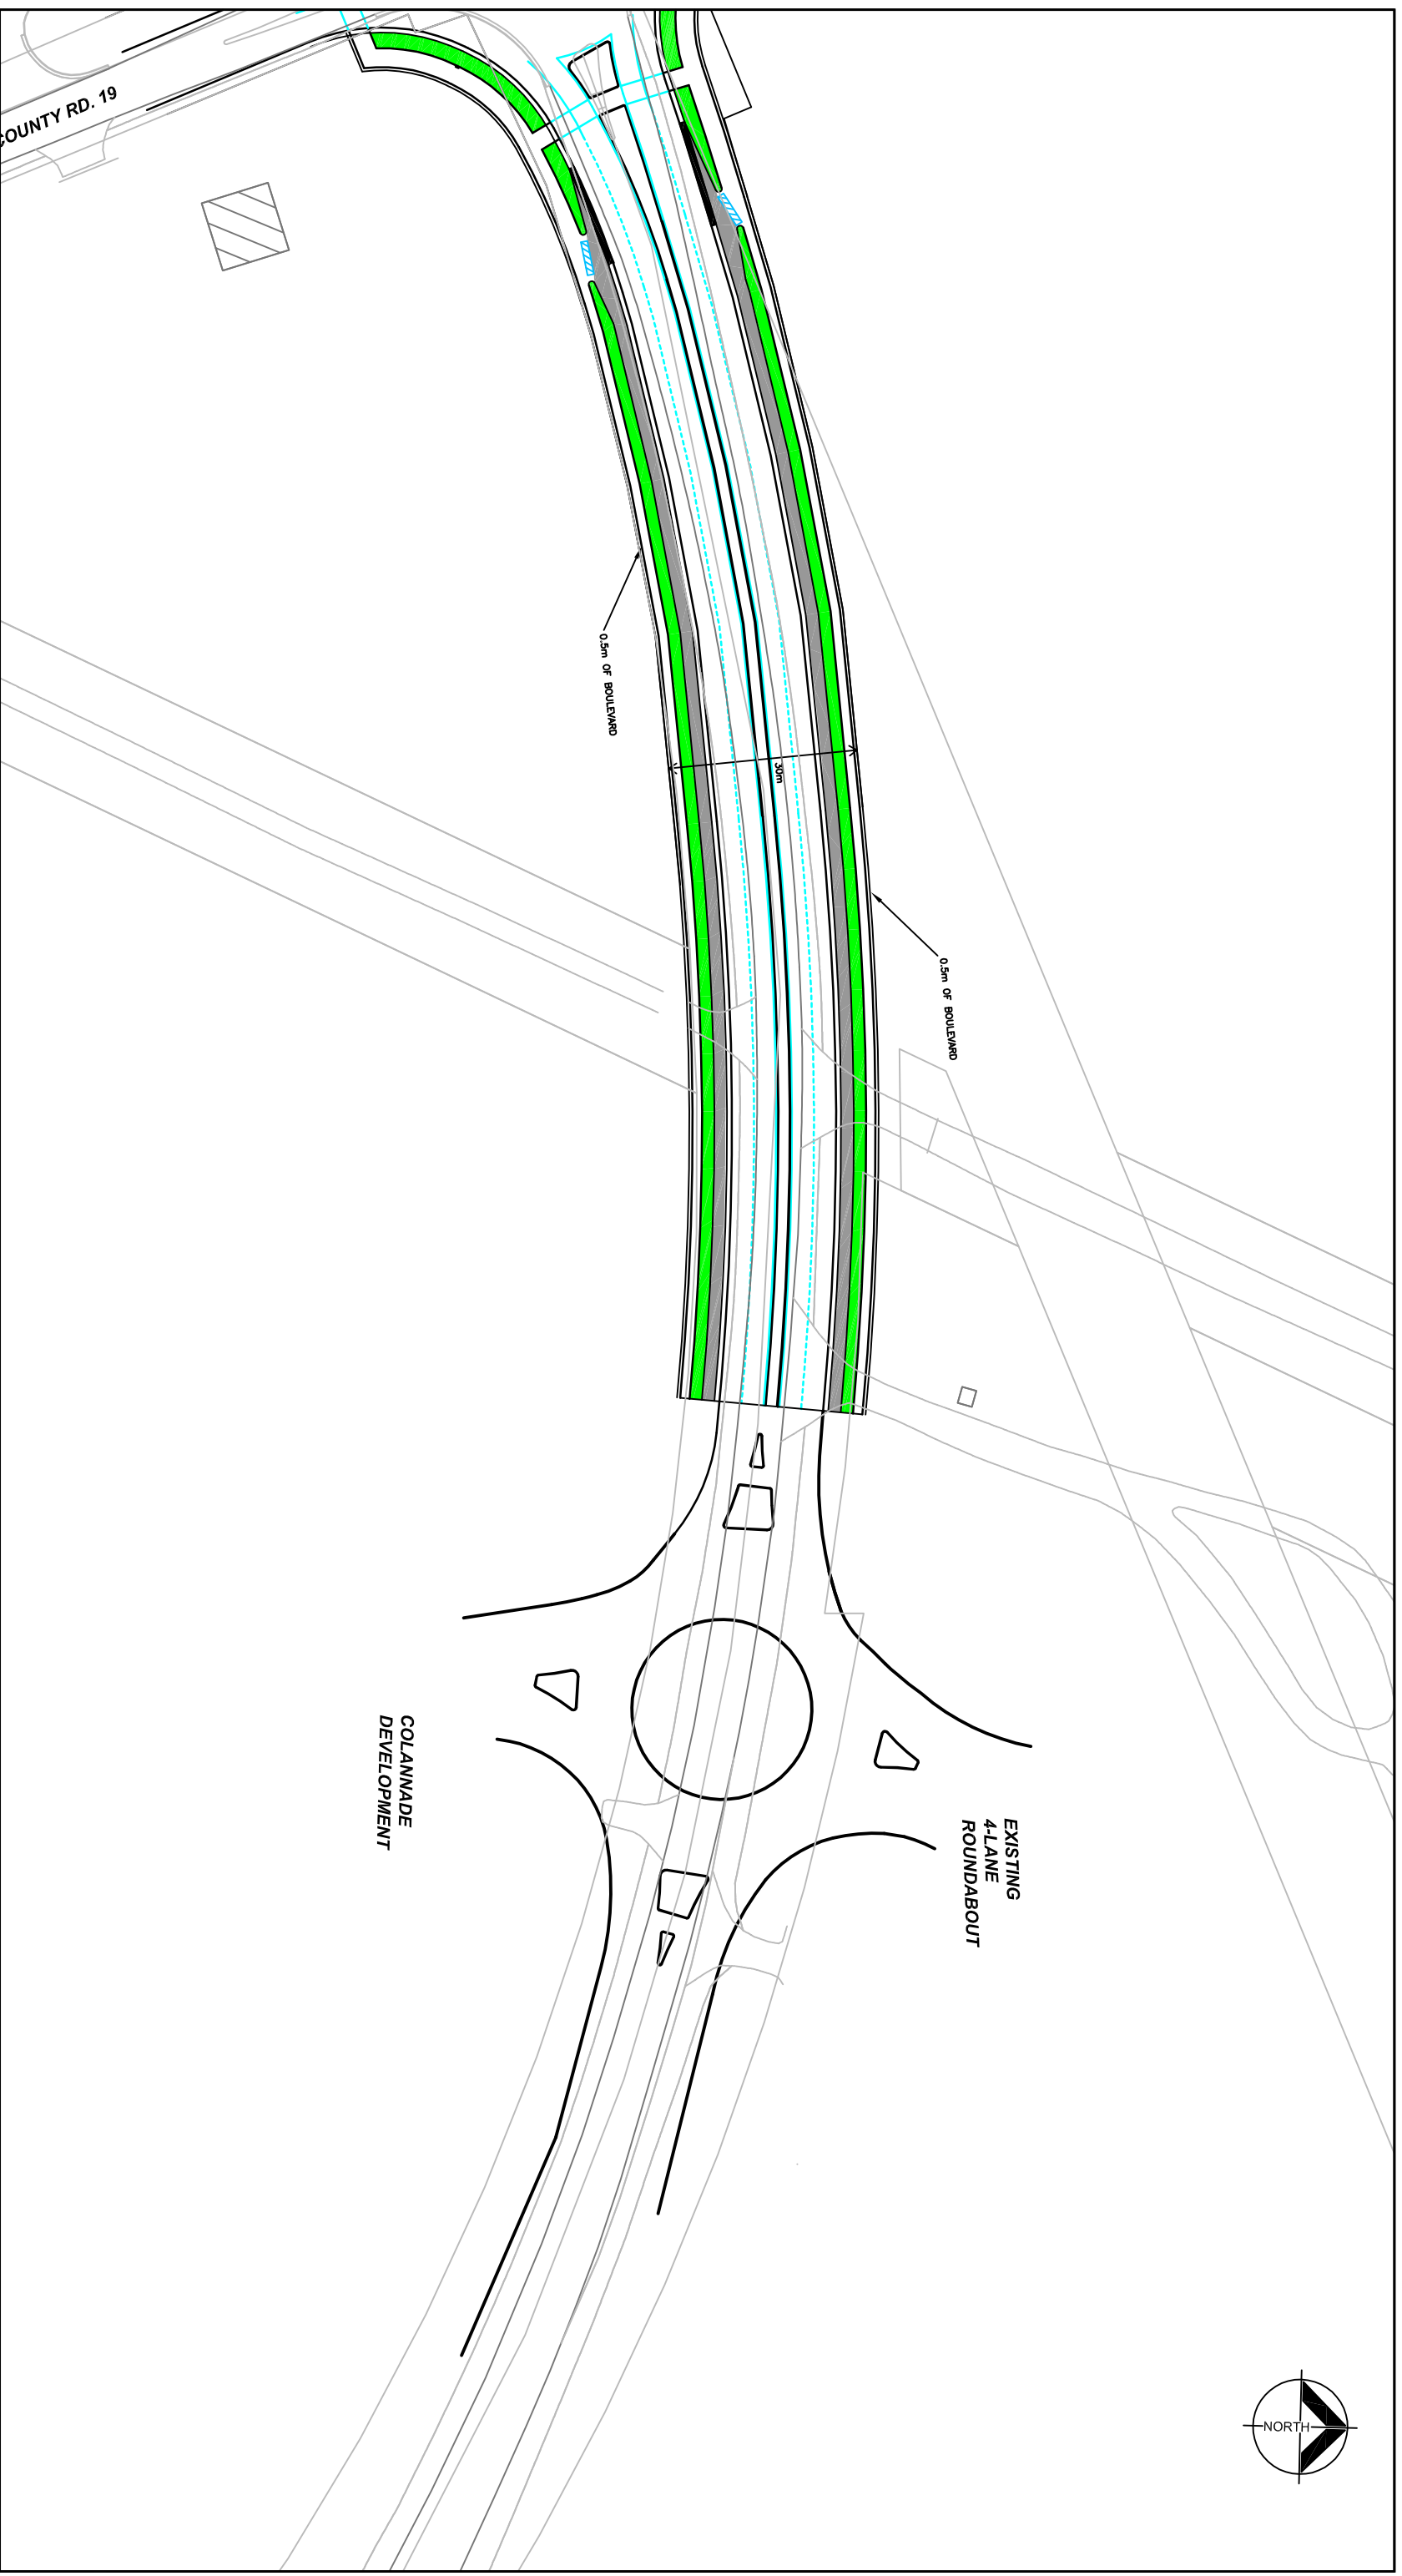 COUNTY RD. 19
0.5m OF BOULEVARD
30m
0.5m OF BOULEVARD
COLANNADE
DEVELOPMENT
EXISTING
4-LANE
ROUNDABOUT
NORTH